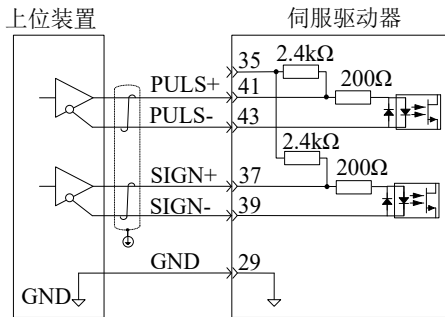 上位装置
伺服驱动器
35
2.4kΩ
PULS+
41
200Ω
PULS-
43
2.4kΩ
SIGN+
37
200Ω
SIGN-
39
GND
29
GND